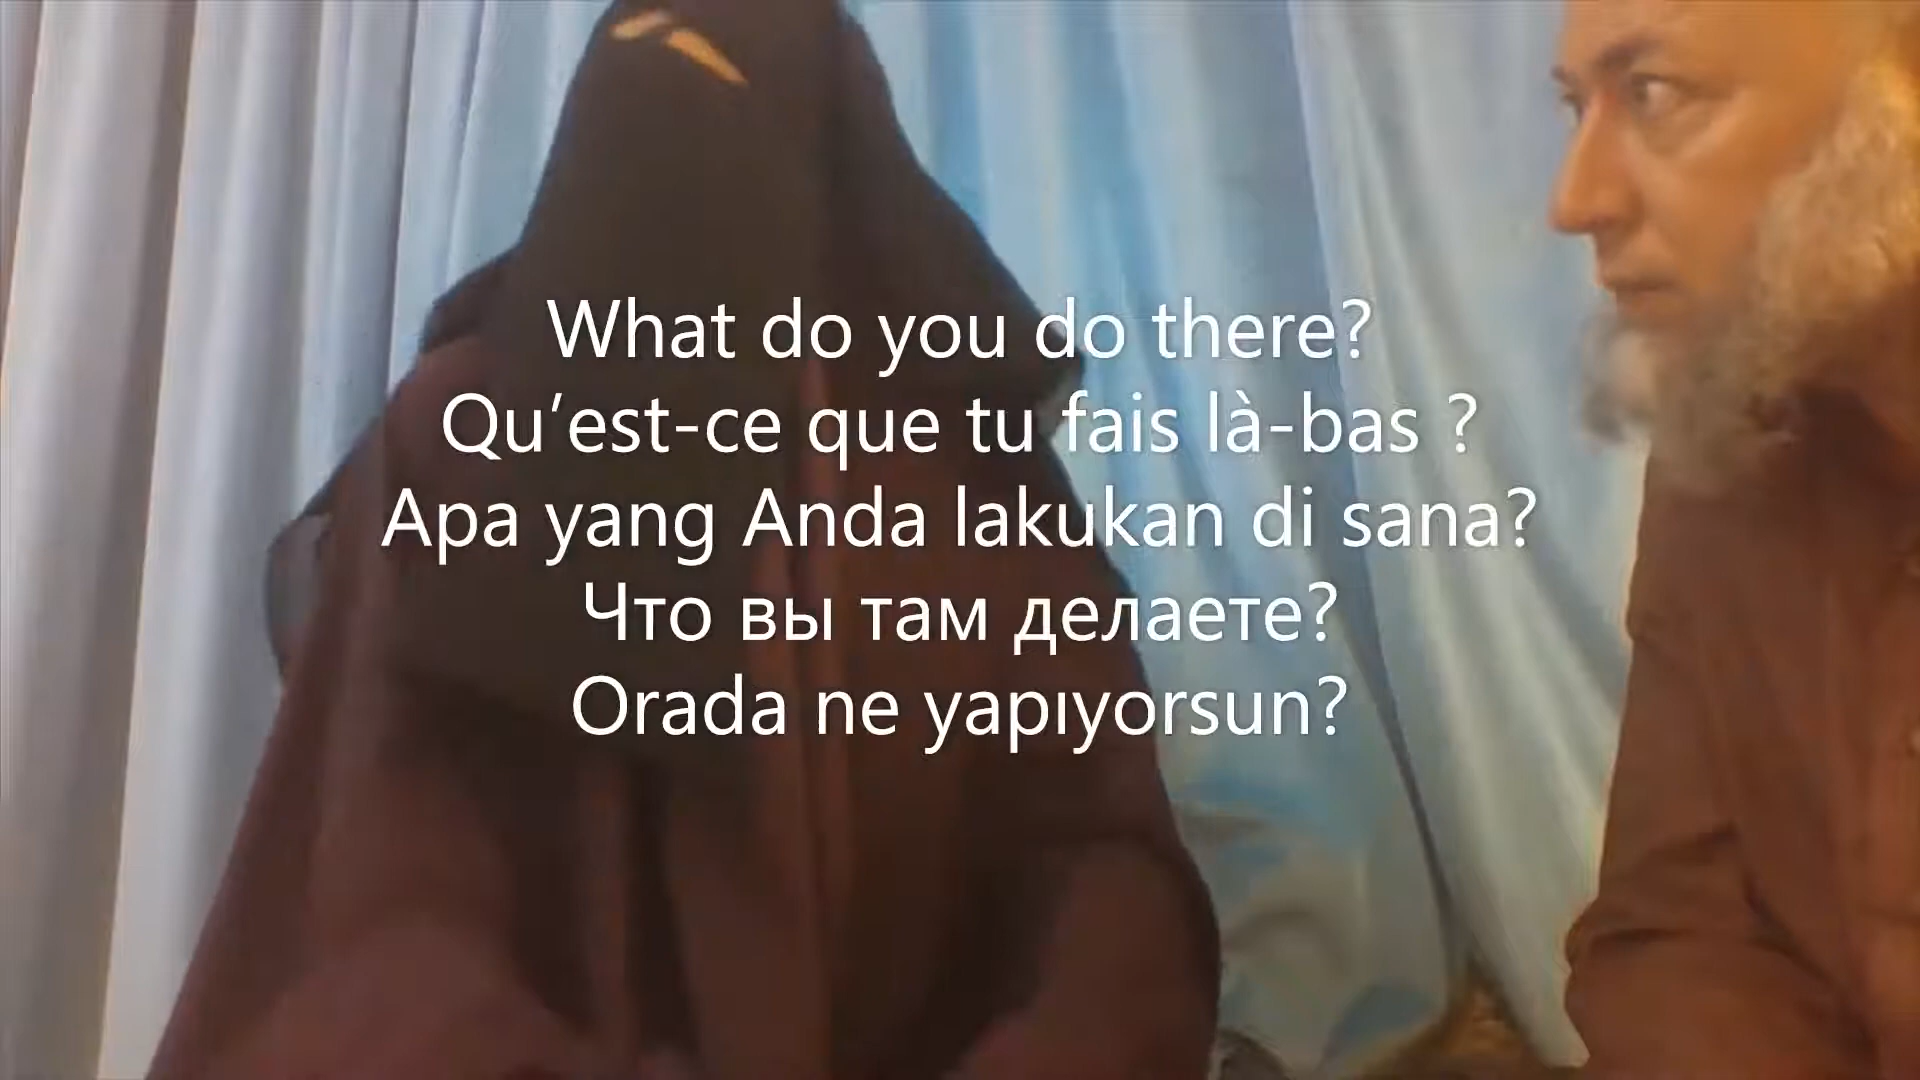 What do you do there?
Qu’est-ce que tu fais là-bas ?
Apa yang Anda lakukan di sana?
Что вы там делаете?
Orada ne yapıyorsun?